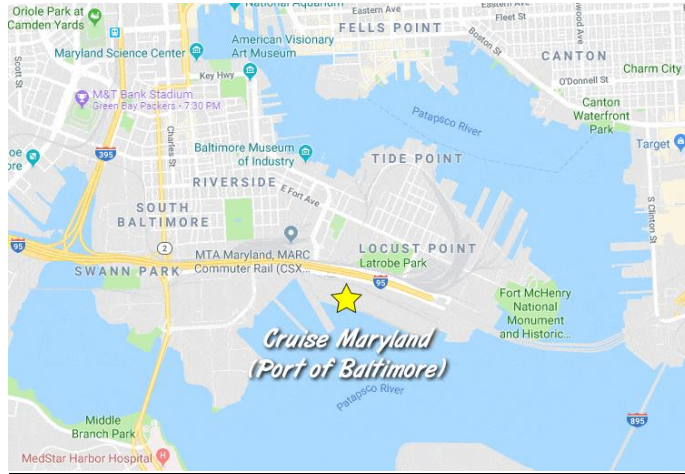 Oriole Park at
Camden Yards
National Aquarium
Eastern Ave
Eastern Ave
Fleet St
FELLS POINT
Maryland Science Center
American Visionary
Art Museum
Boston St
CANTON
Scott St
Key Hwy
O'Donnell St
Charm City
M&T Bank Stadium
Green Bay Packers · 7:30 PM
Canton
Waterfront
Park
Patapsco River
Charles St
Target
395
Baltimore Museum
of Industry
TIDE POINT
RIVERSIDE
E Fort Ave
SOUTH
BALTIMORE
S Clinton St
95
2
MTA Maryland, MARC
Commuter Rail (CSX...
LOCUST POINT
Latrobe Park
SWANN PARK
95
Fort McHenry
National
Monument
and Historic...
Cruise Maryland
(Port of Baltimore)
Patapsco River
Middle
Branch Park
895
MedStar Harbor Hospital
H